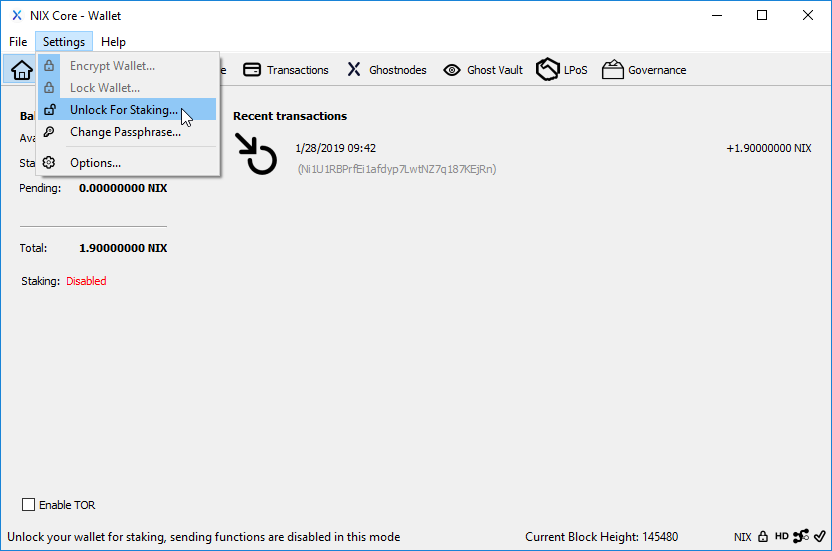 NIX Core - Wallet
File Settings Help
Transactions Ghostnodes Ghost Vault LPoS Governance
Encrypt Wallet...
Lock Wallet...
Unlock For Staking...
Change Passphrase...
Options...
Pending: 0.00000000 NIX
Total: 1.90000000 NIX
Staking: Disabled
Recent transactions
1/28/2019 09:42 +1.90000000 NIX
(Ni1U1RBPrfEi1afdyp7LwtNZ7q187KEjRn)
Enable TOR
Unlock your wallet for staking, sending functions are disabled in this mode Current Block Height: 145480 NIX HD